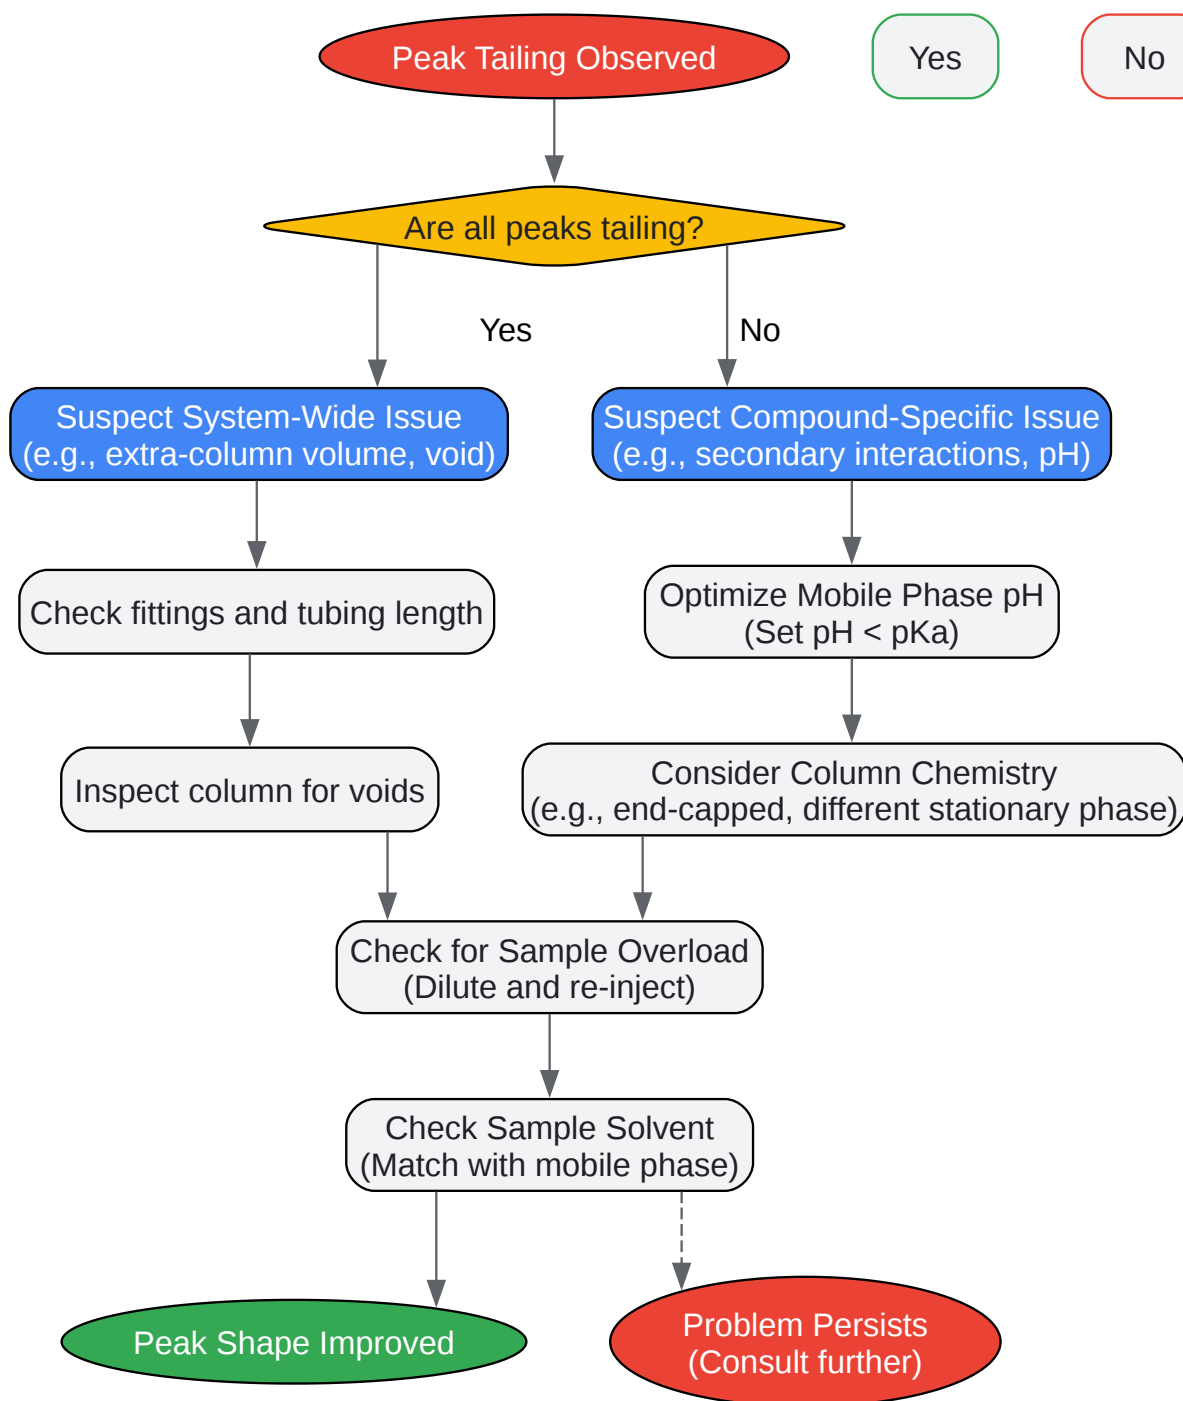 Peak Tailing Observed
Yes
No
Are all peaks tailing?
Yes
No
Suspect System-Wide Issue
(e.g., extra-column volume, void)
Suspect Compound-Specific Issue
(e.g., secondary interactions, pH)
Check fittings and tubing length
Optimize Mobile Phase pH
(Set pH < pKa)
Inspect column for voids
Consider Column Chemistry
(e.g., end-capped, different stationary phase)
Check for Sample Overload
(Dilute and re-inject)
Check Sample Solvent
(Match with mobile phase)
Peak Shape Improved
Problem Persists
(Consult further)